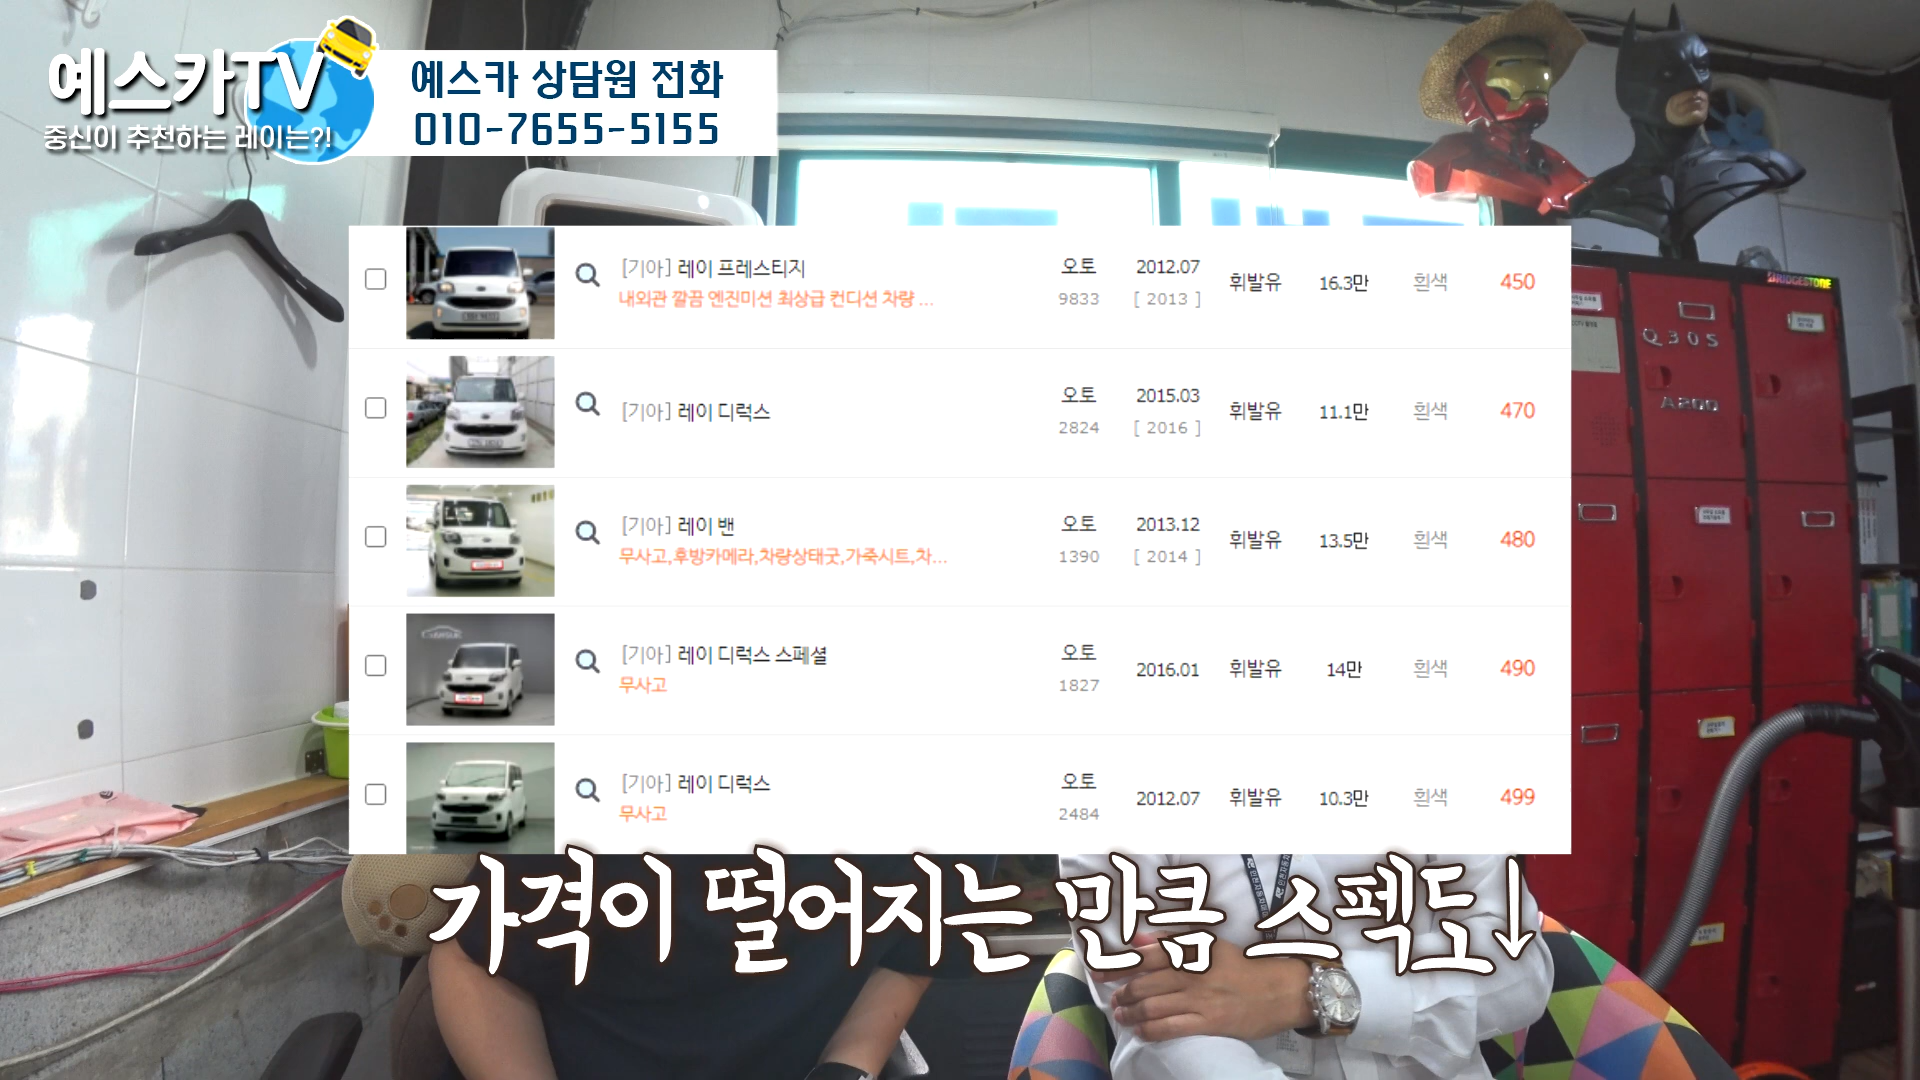 예스카TV
중신이 추천하는 레이는?!
예스카 상담원 전화
010-7655-5155
[기아] 레이 프레스티지
내외관 깔끔 엔진미션 최상급 컨디션 차량 ...
오토
9833
2012.07
[ 2013 ]
휘발유
16.3만
흰색
450
[기아] 레이 디럭스
오토
2824
2015.03
[ 2016 ]
휘발유
11.1만
흰색
470
[기아] 레이 밴
무사고,후방카메라,차량상태굿,가죽시트,차...
오토
1390
2013.12
[ 2014 ]
휘발유
13.5만
흰색
480
[기아] 레이 디럭스 스페셜
무사고
오토
1827
2016.01
휘발유
14만
흰색
490
[기아] 레이 디럭스
무사고
오토
2484
2012.07
휘발유
10.3만
흰색
499
가격이 떨어지는 만큼 스펙도↓
BRIDGESTONE
Q30S
A200